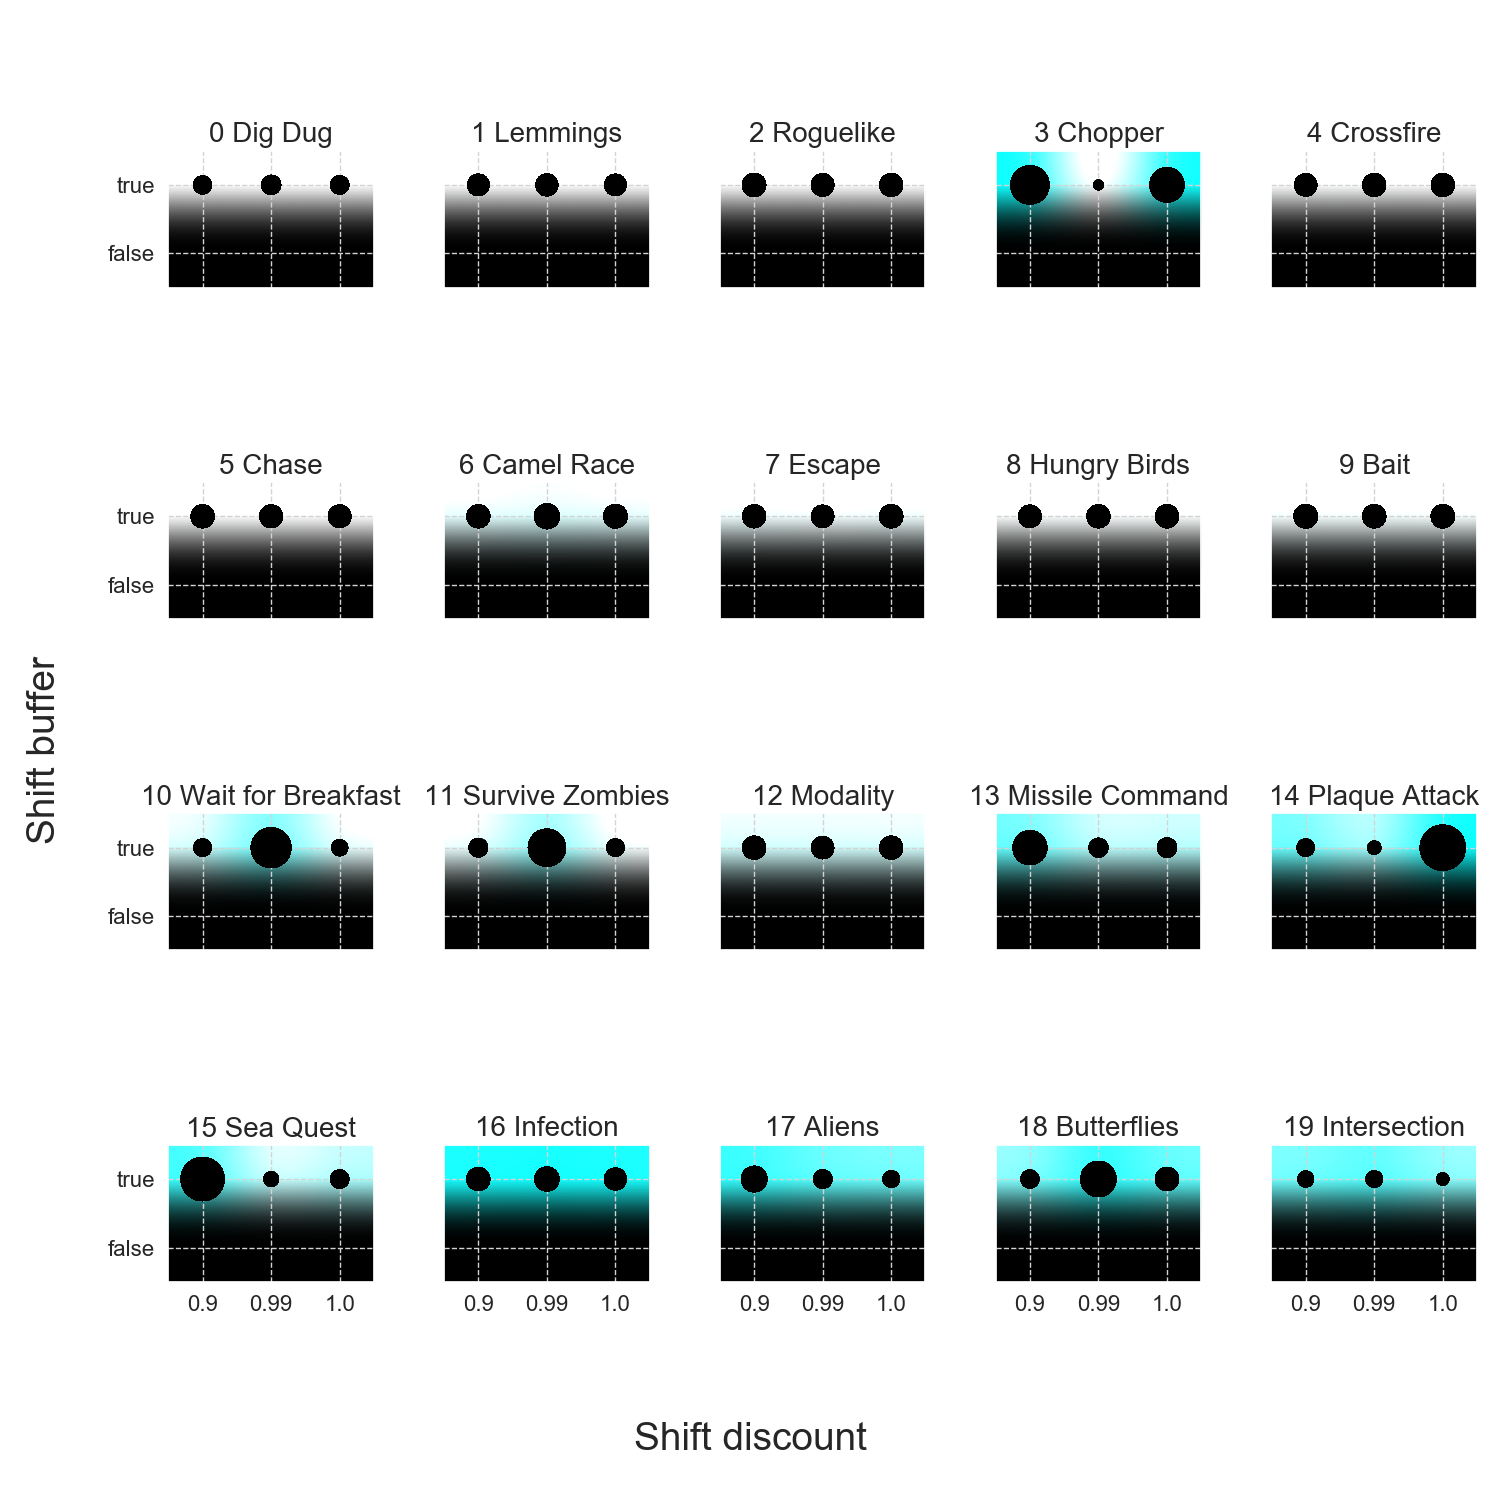 0 Dig Dug
1 Lemmings
2 Roguelike
3 Chopper
4 Crossfire
true
false
5 Chase
6 Camel Race
7 Escape
8 Hungry Birds
9 Bait
true
false
Shift buffer
10 Wait for Breakfast
11 Survive Zombies
12 Modality
13 Missile Command
14 Plaque Attack
true
false
15 Sea Quest
16 Infection
17 Aliens
18 Butterflies
19 Intersection
true
false
0.9 0.99 1.0
0.9 0.99 1.0
0.9 0.99 1.0
0.9 0.99 1.0
0.9 0.99 1.0
Shift discount